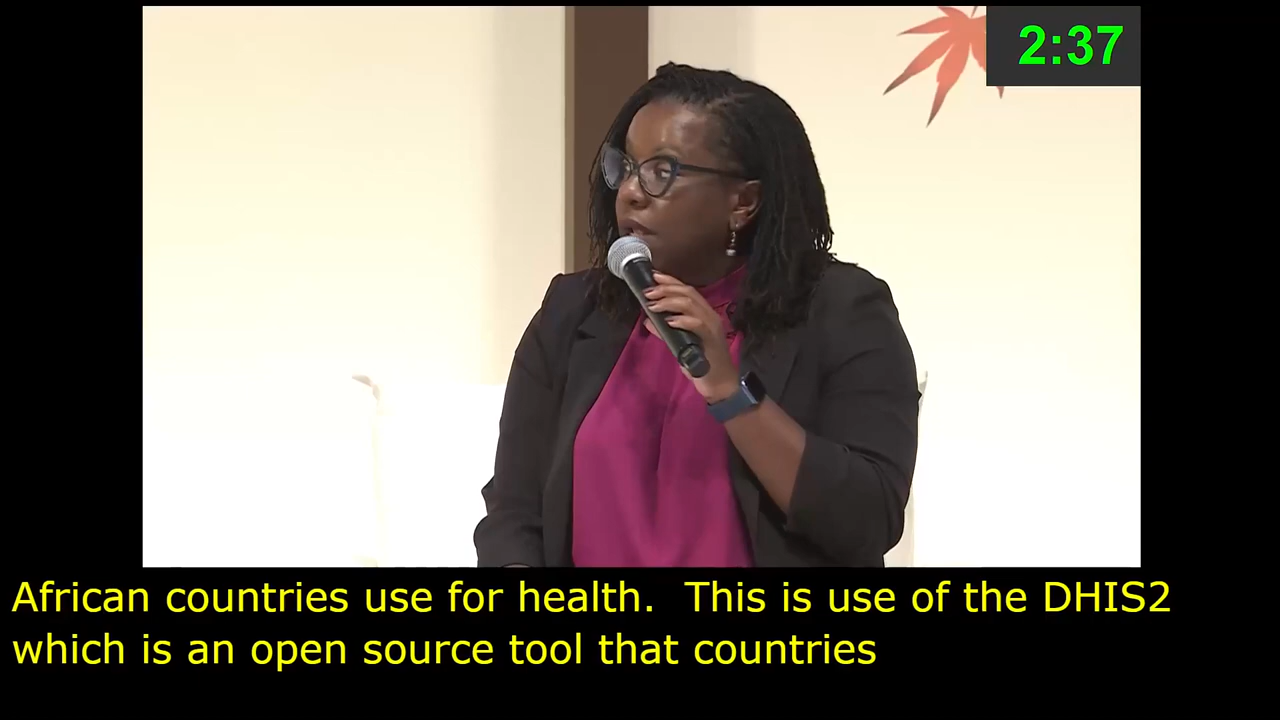 2:37
African countries use for health.  This is use of the DHIS2
which is an open source tool that countries